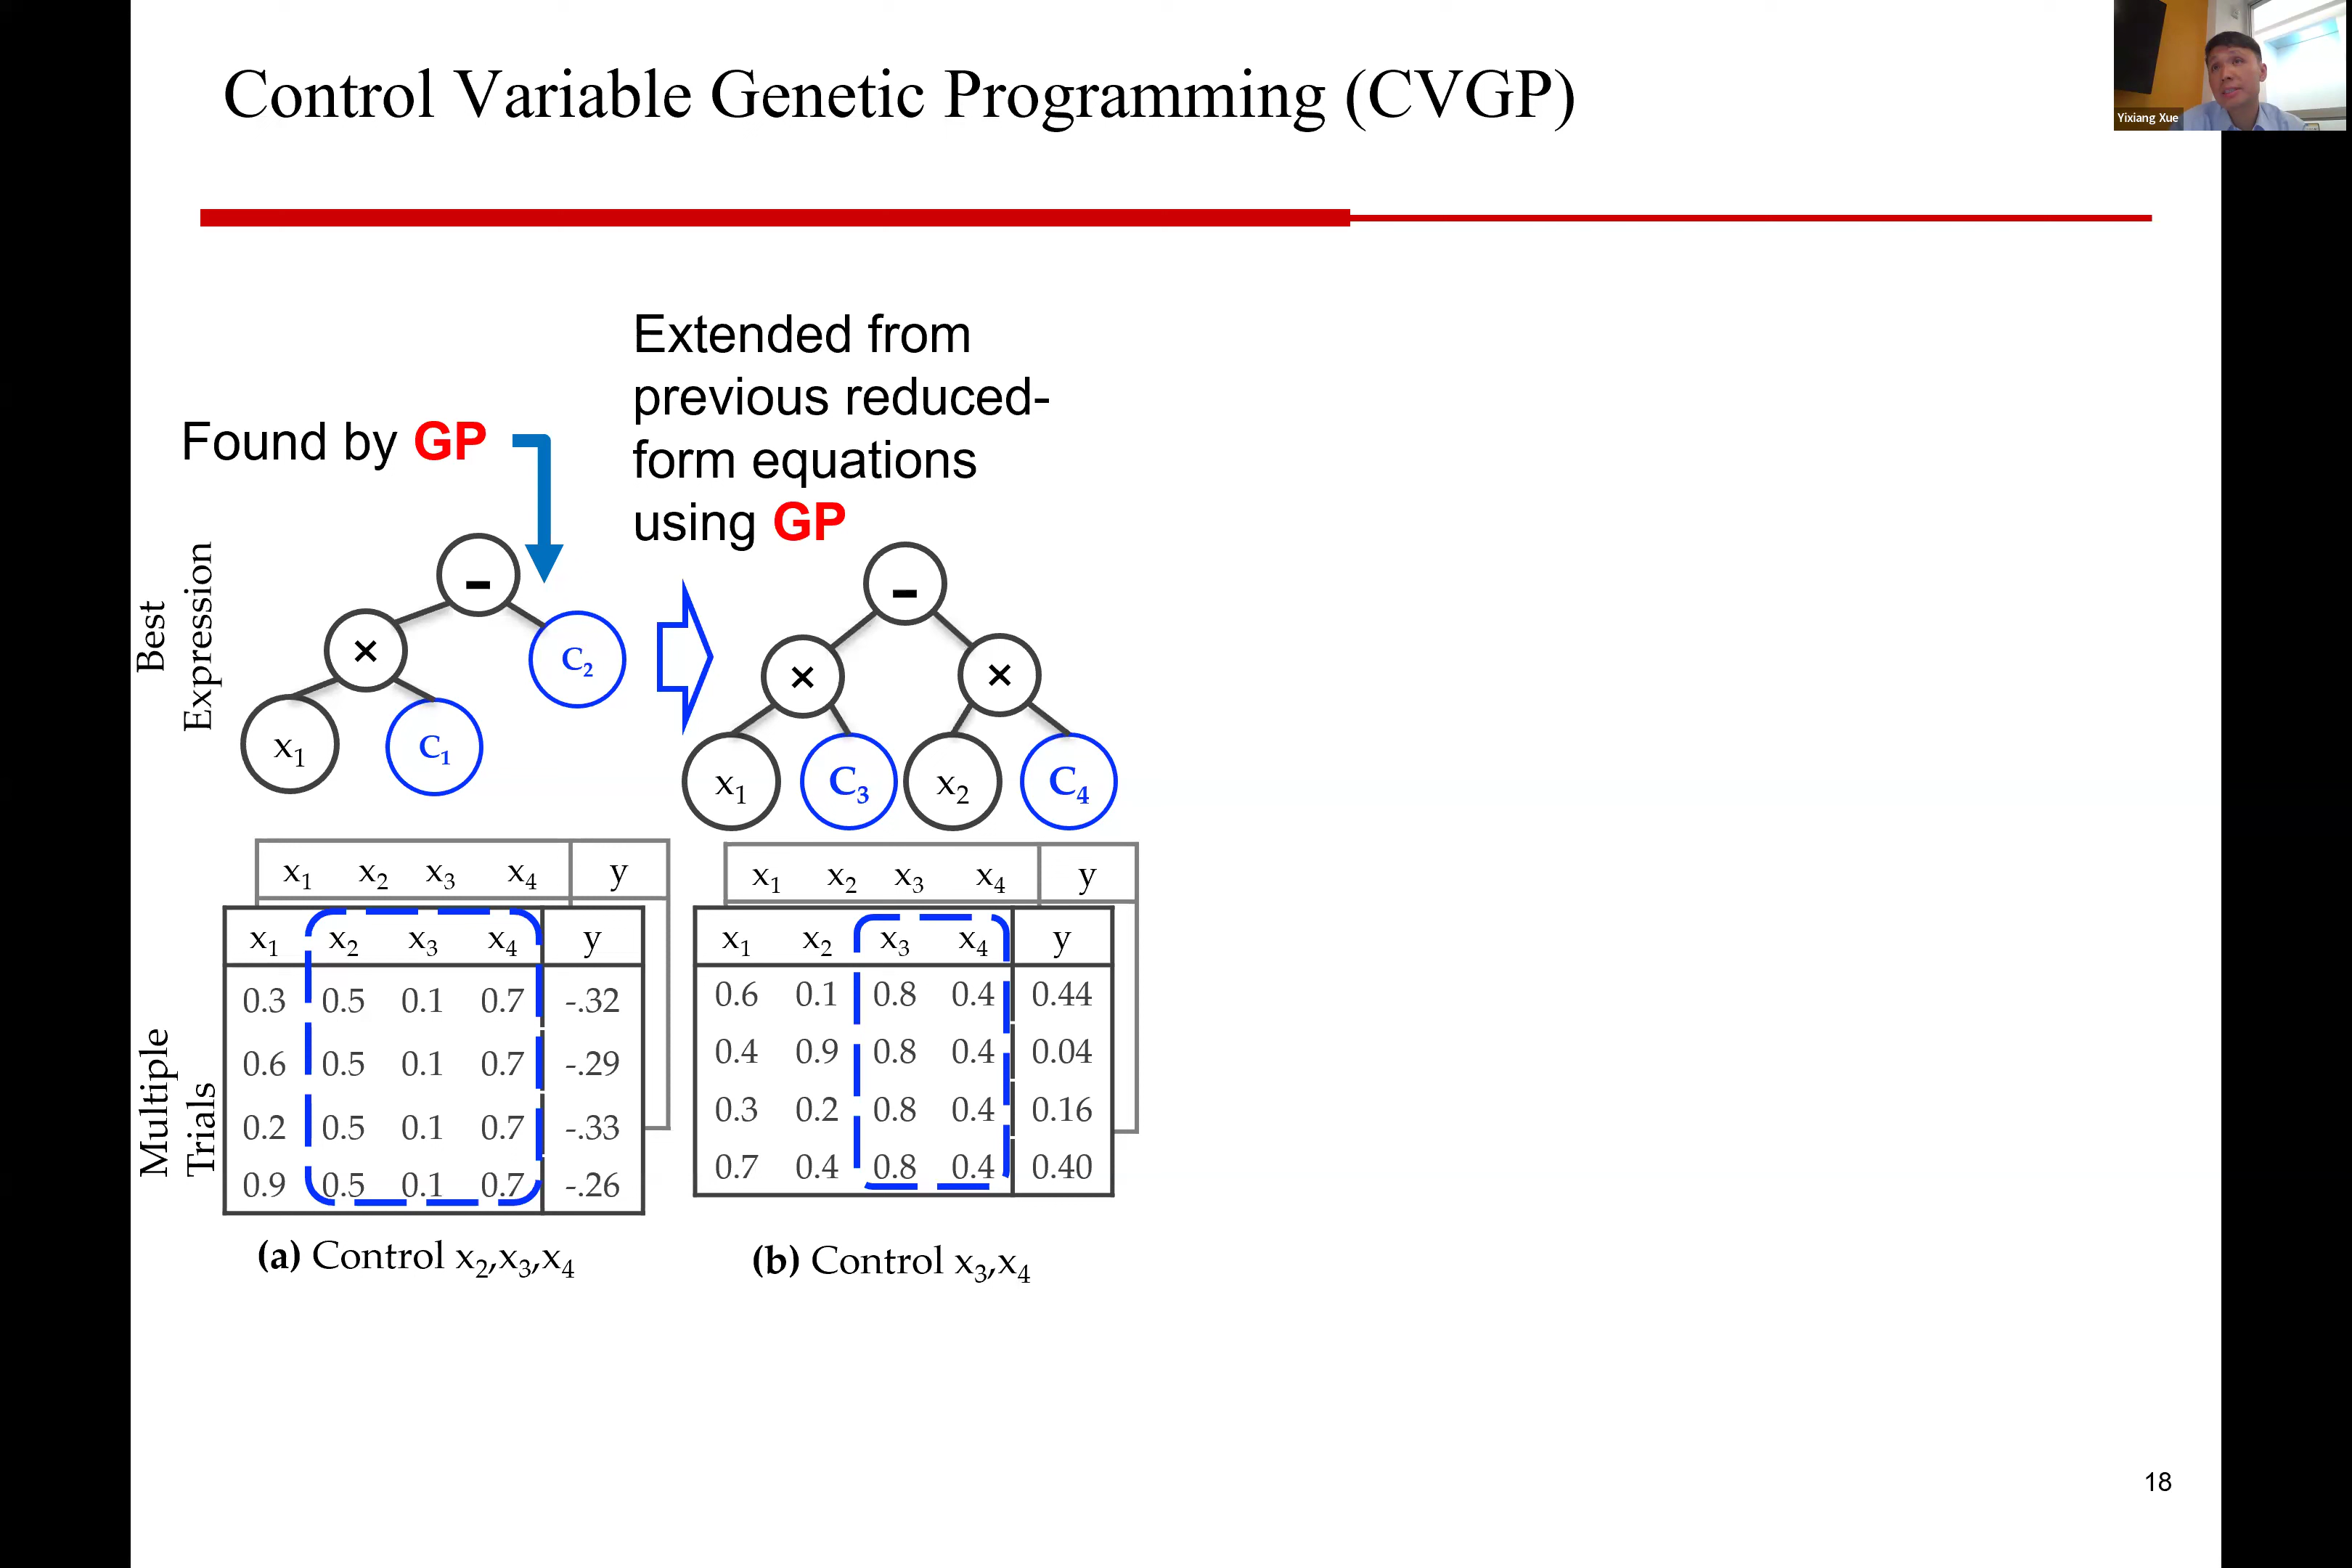 Control Variable Genetic Programming (CVGP)
Yixiang Xue
Extended from
previous reduced-
form equations
using GP
Found by GP
Best
Expression
-
×
C₂
x₁
C₁
-
×
×
x₁
C₃
x₂
C₄
Multiple
Trials
x₁ x₂ x₃ x₄ y
x₁ x₂ x₃ x₄ y
0.3 0.5 0.1 0.7 -.32
0.6 0.5 0.1 0.7 -.29
0.2 0.5 0.1 0.7 -.33
0.9 0.5 0.1 0.7 -.26
(a) Control x₂,x₃,x₄
x₁ x₂ x₃ x₄ y
x₁ x₂ x₃ x₄ y
0.6 0.1 0.8 0.4 0.44
0.4 0.9 0.8 0.4 0.04
0.3 0.2 0.8 0.4 0.16
0.7 0.4 0.8 0.4 0.40
(b) Control x₃,x₄
18